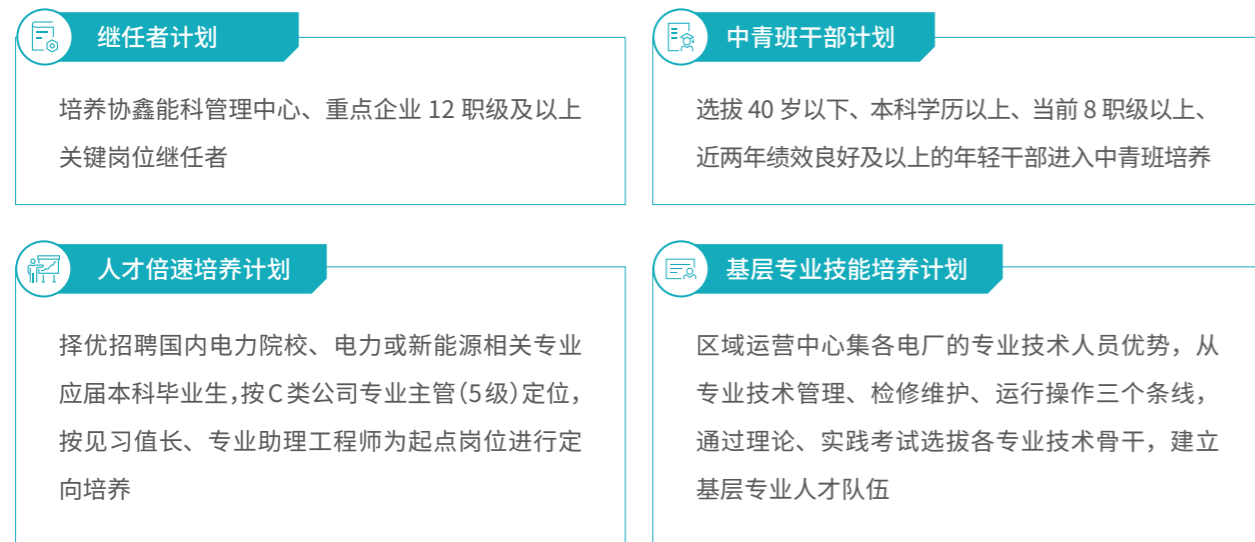 继任者计划
培养协鑫能科管理中心、重点企业 12 职级及以上
关键岗位继任者
中青班干部计划
选拔 40 岁以下、本科学历以上、当前 8 职级以上、
近两年绩效良好及以上的年轻干部进入中青班培养
人才倍速培养计划
择优招聘国内电力院校、电力或新能源相关专业
应届本科毕业生，按 C 类公司专业主管（5 级）定位，
按见习值长、专业助理工程师为起点岗位进行定
向培养
基层专业技能培养计划
区域运营中心集各电厂的专业技术人员优势，从
专业技术管理、检修维护、运行操作三个条线，
通过理论、实践考试选拔各专业技术骨干，建立
基层专业人才队伍